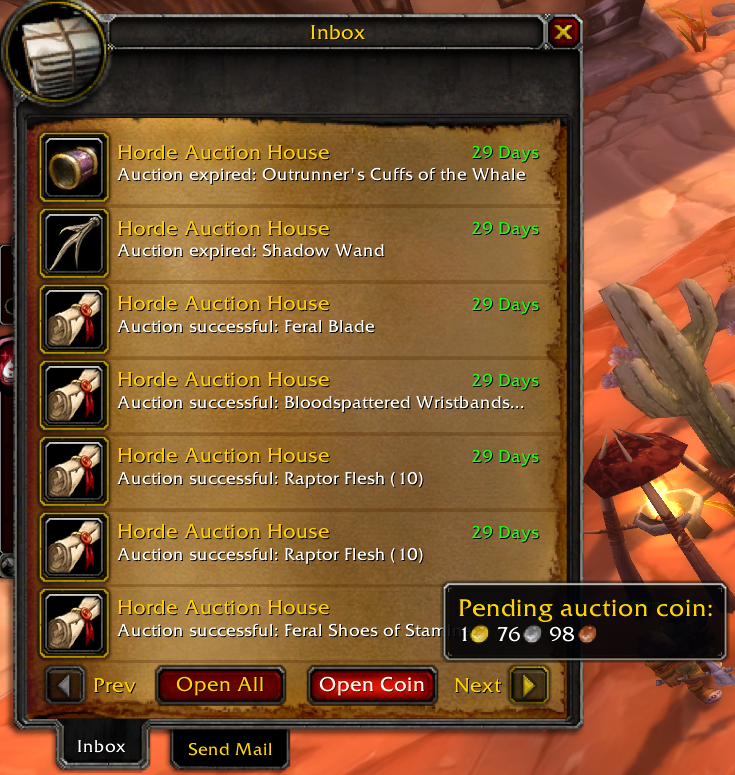 Inbox
Horde Auction House 29 Days
Auction expired: Outrunner's Cuffs of the Whale
Horde Auction House 29 Days
Auction expired: Shadow Wand
Horde Auction House 29 Days
Auction successful: Feral Blade
Horde Auction House 29 Days
Auction successful: Bloodspattered Wristbands...
Horde Auction House 29 Days
Auction successful: Raptor Flesh (10)
Horde Auction House 29 Days
Auction successful: Raptor Flesh (10)
Horde Auction House
Auction successful: Feral Shoes of Stam
Pending auction coin:
1 76 98
Prev Open All Open Coin Next
Inbox Send Mail